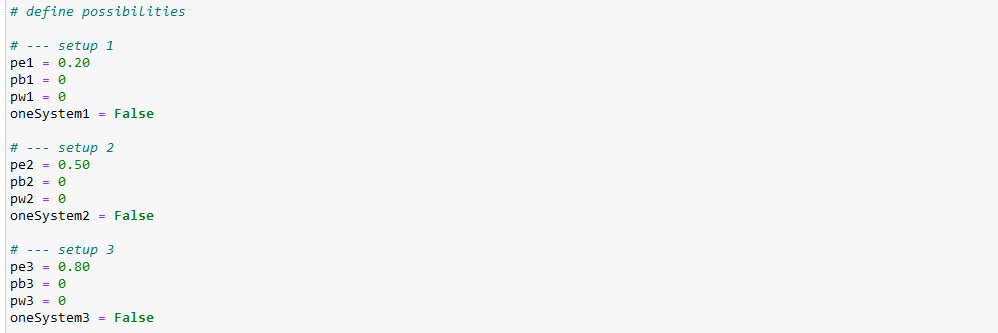 # define possibilities
# --- setup 1
pe1 = 0.20
pb1 = 0
pw1 = 0
oneSystem1 = False
# --- setup 2
pe2 = 0.50
pb2 = 0
pw2 = 0
oneSystem2 = False
# --- setup 3
pe3 = 0.80
pb3 = 0
pw3 = 0
oneSystem3 = False